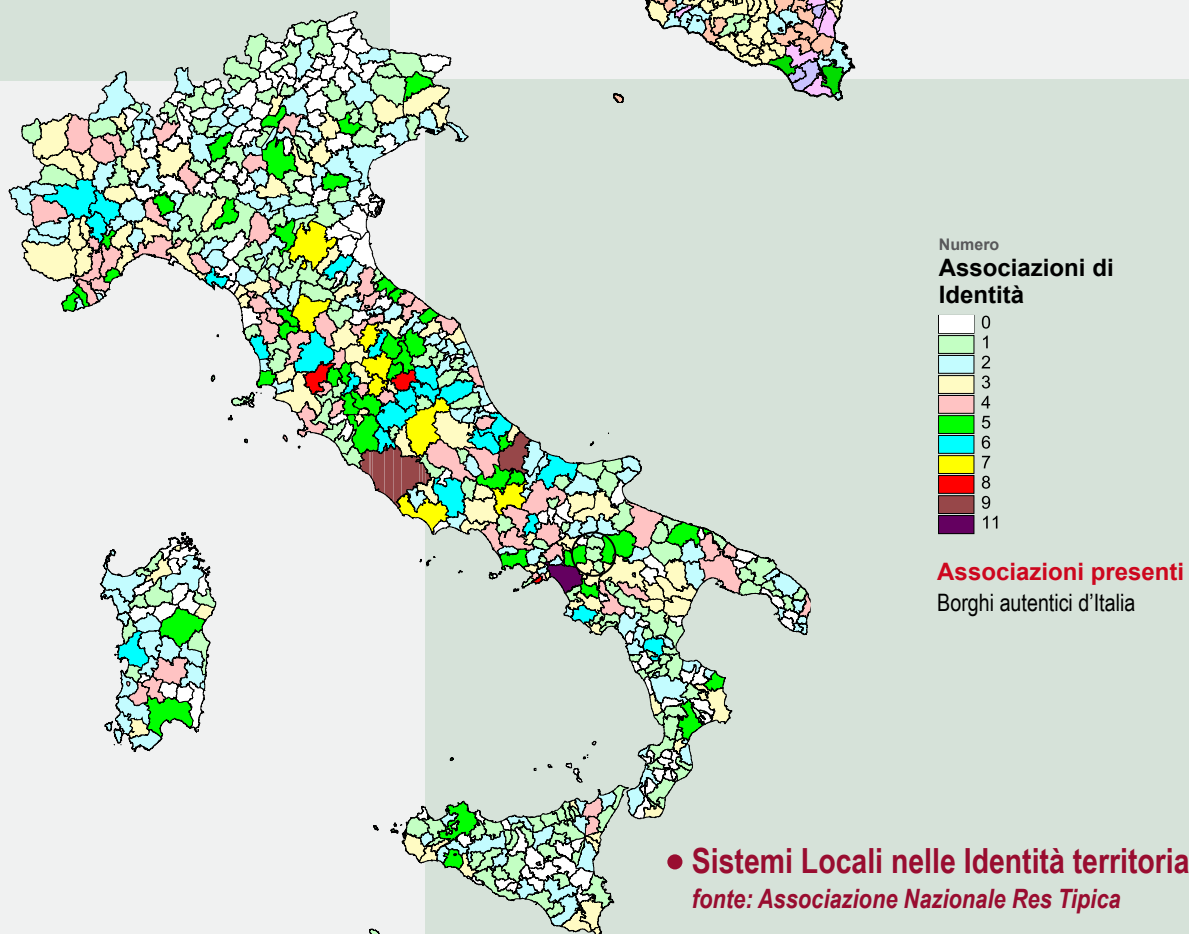 Numero
Associazioni di
Identità
0
1
2
3
4
5
6
7
8
9
11
Associazioni presenti
Borghi autentici d'Italia
• Sistemi Locali nelle Identità territoria
fonte: Associazione Nazionale Res Tipica